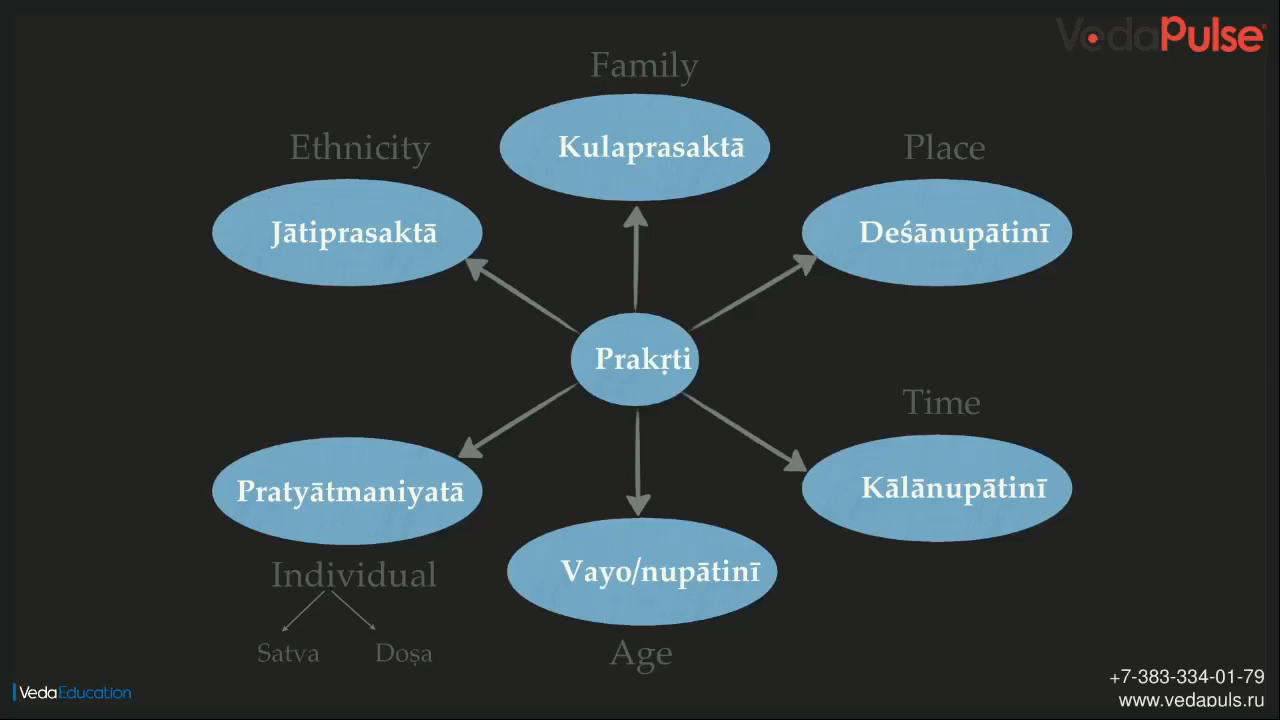 VedaPulse
Family
Kulaprasaktā
Ethnicity
Jātiprasaktā
Place
Deśānupātinī
Prakṛti
Time
Kālānupātinī
Pratyātmaniyatā
Individual
Satva
Doṣa
Vayo/nupātinī
Age
VedaEducation
+7-383-334-01-79
www.vedapuls.ru